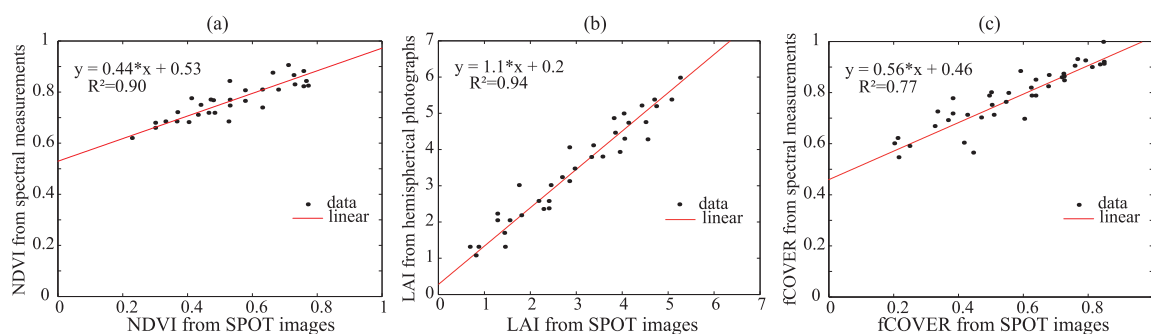 (a)
NDVI from spectral measurements
1
0.8
0.6
0.4
0.2
0
y = 0.44*x + 0.53
R²=0.90
data
linear
0
0.2
0.4
0.6
0.8
1
NDVI from SPOT images
(b)
LAI from hemispherical photographs
7
6
5
4
3
2
1
0
y = 1.1*x + 0.2
R²=0.94
data
linear
0
1
2
3
4
5
6
7
LAI from SPOT images
(c)
fCOVER from spectral measurements
1
0.8
0.6
0.4
0.2
0
y = 0.56*x + 0.46
R²=0.77
data
linear
0
0.2
0.4
0.6
0.8
fCOVER from SPOT images